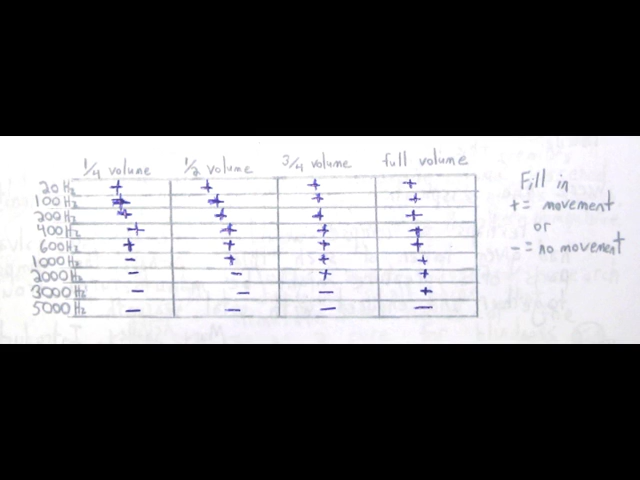 1/4 volume 1/2 volume 3/4 volume full volume
20 Hz + + + +
100 Hz + + + +
200 Hz + + + +
400 Hz + + + +
600 Hz + + + +
1000 Hz - + + +
2000 Hz - - + +
3000 Hz - - - +
5000 Hz - - - -
Fill in
+ = movement
or
- = no movement